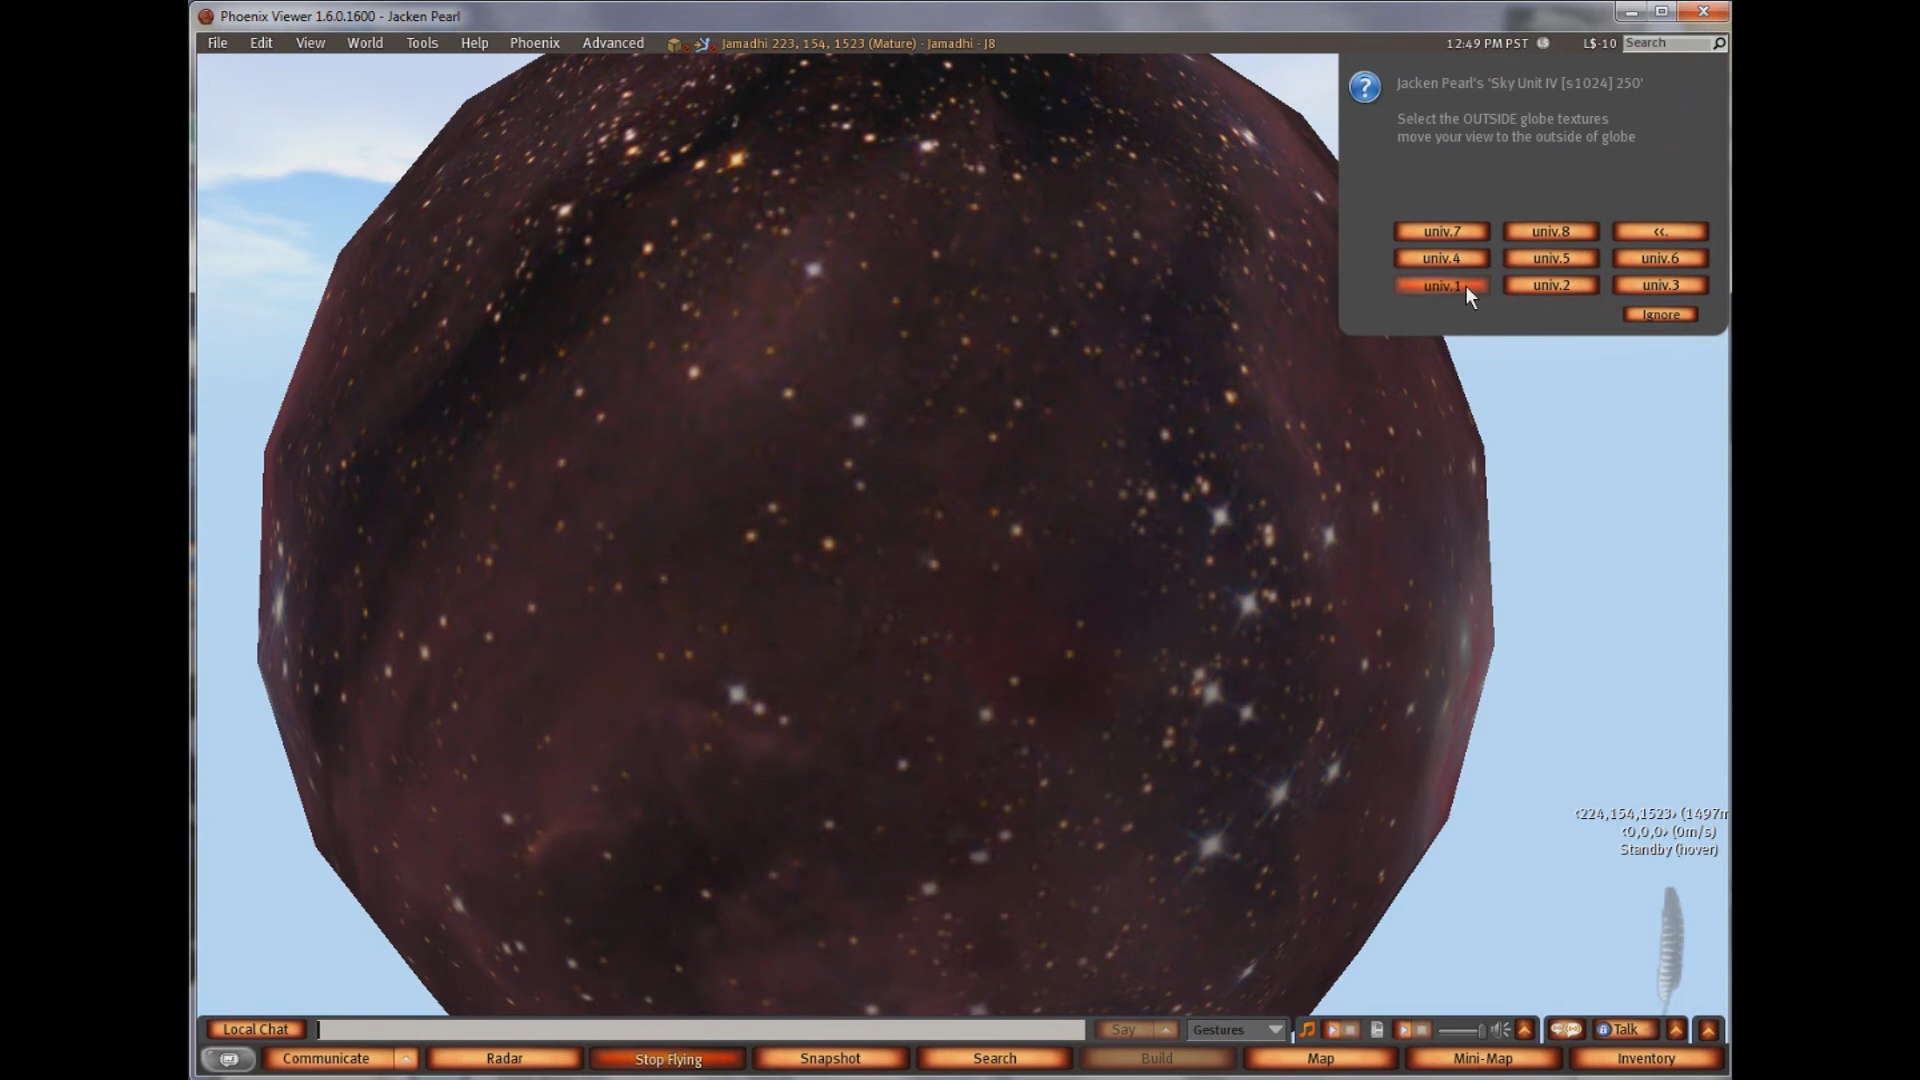 Phoenix Viewer 1.6.0.1600 - Jacken Pearl
File Edit View World Tools Help Phoenix Advanced Jamadhi 223, 154, 1523 (Mature) - Jamadhi - J8 12:49 PM PST L$-10 Search
Jacken Pearl's 'Sky Unit IV [s1024] 250'
Select the OUTSIDE globe textures
move your view to the outside of globe
univ.7 univ.8 <<.
univ.4 univ.5 univ.6
univ.1 univ.2 univ.3
Ignore
<224,154,1523> (1497m
<0,0,0> (0m/s)
Standby (hover)
Local Chat Say Gestures Talk
Communicate Radar Stop Flying Snapshot Search Build Map Mini-Map Inventory